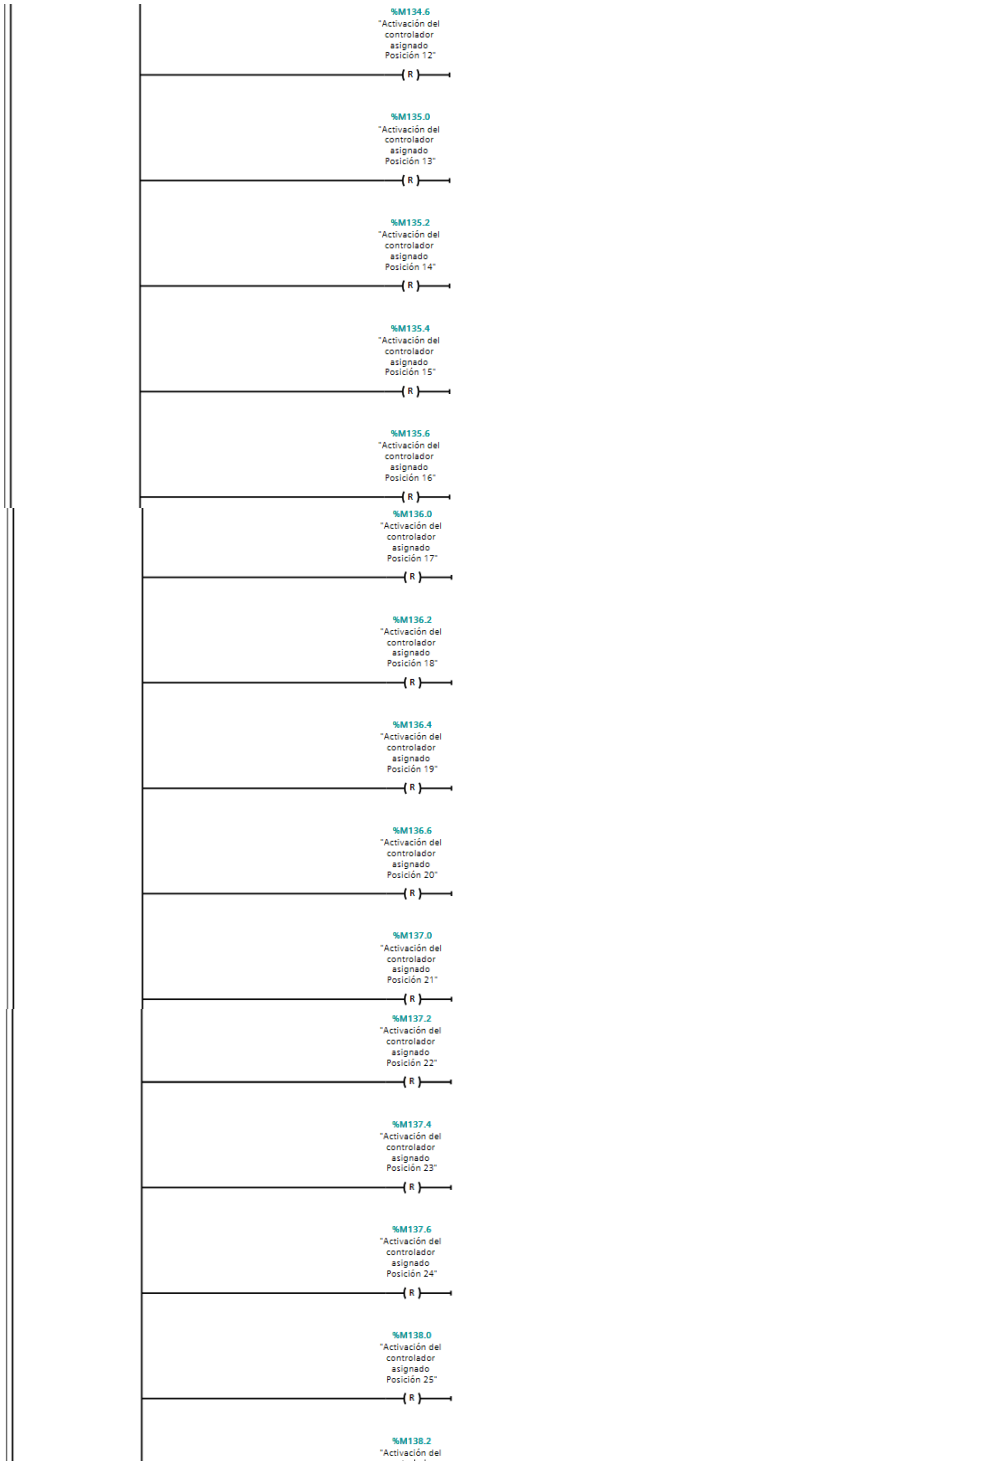 %M134.6
"Activación del
controlador
asignado
Posición 12"
( R )
%M135.0
"Activación del
controlador
asignado
Posición 13"
( R )
%M135.2
"Activación del
controlador
asignado
Posición 14"
( R )
%M135.4
"Activación del
controlador
asignado
Posición 15"
( R )
%M135.6
"Activación del
controlador
asignado
Posición 16"
( R )
%M136.0
"Activación del
controlador
asignado
Posición 17"
( R )
%M136.2
"Activación del
controlador
asignado
Posición 18"
( R )
%M136.4
"Activación del
controlador
asignado
Posición 19"
( R )
%M136.6
"Activación del
controlador
asignado
Posición 20"
( R )
%M137.0
"Activación del
controlador
asignado
Posición 21"
( R )
%M137.2
"Activación del
controlador
asignado
Posición 22"
( R )
%M137.4
"Activación del
controlador
asignado
Posición 23"
( R )
%M137.6
"Activación del
controlador
asignado
Posición 24"
( R )
%M138.0
"Activación del
controlador
asignado
Posición 25"
( R )
%M138.2
"Activación del